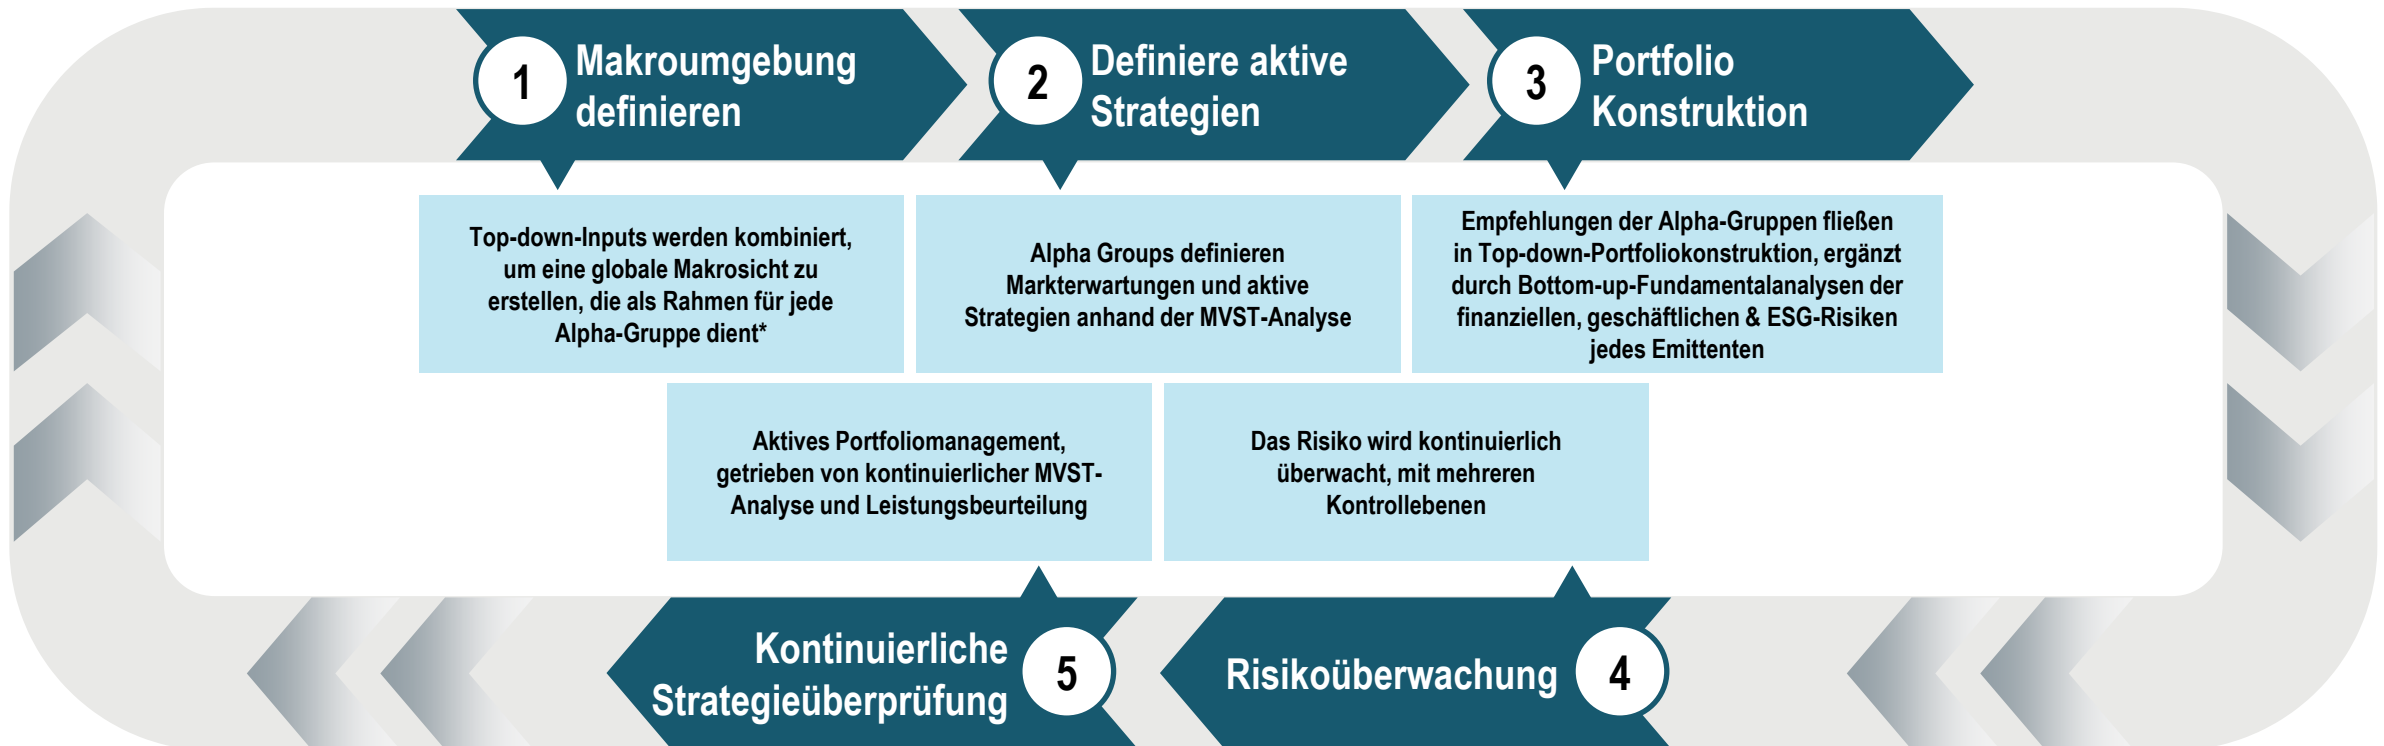 1
Makroumgebung
definieren
2
Definiere aktive
Strategien
3
Portfolio
Konstruktion
Top-down-Inputs werden kombiniert,
um eine globale Makrosicht zu
erstellen, die als Rahmen für jede
Alpha-Gruppe dient*
Alpha Groups definieren
Markterwartungen und aktive
Strategien anhand der MVST-Analyse
Empfehlungen der Alpha-Gruppen fließen
in Top-down-Portfoliokonstruktion, ergänzt
durch Bottom-up-Fundamentalanalysen der
finanziellen, geschäftlichen & ESG-Risiken
jedes Emittenten
Aktives Portfoliomanagement,
getrieben von kontinuierlicher MVST-
Analyse und Leistungsbeurteilung
Das Risiko wird kontinuierlich
überwacht, mit mehreren
Kontrollebenen
Kontinuierliche
Strategieüberprüfung
5
Risikoüberwachung
4